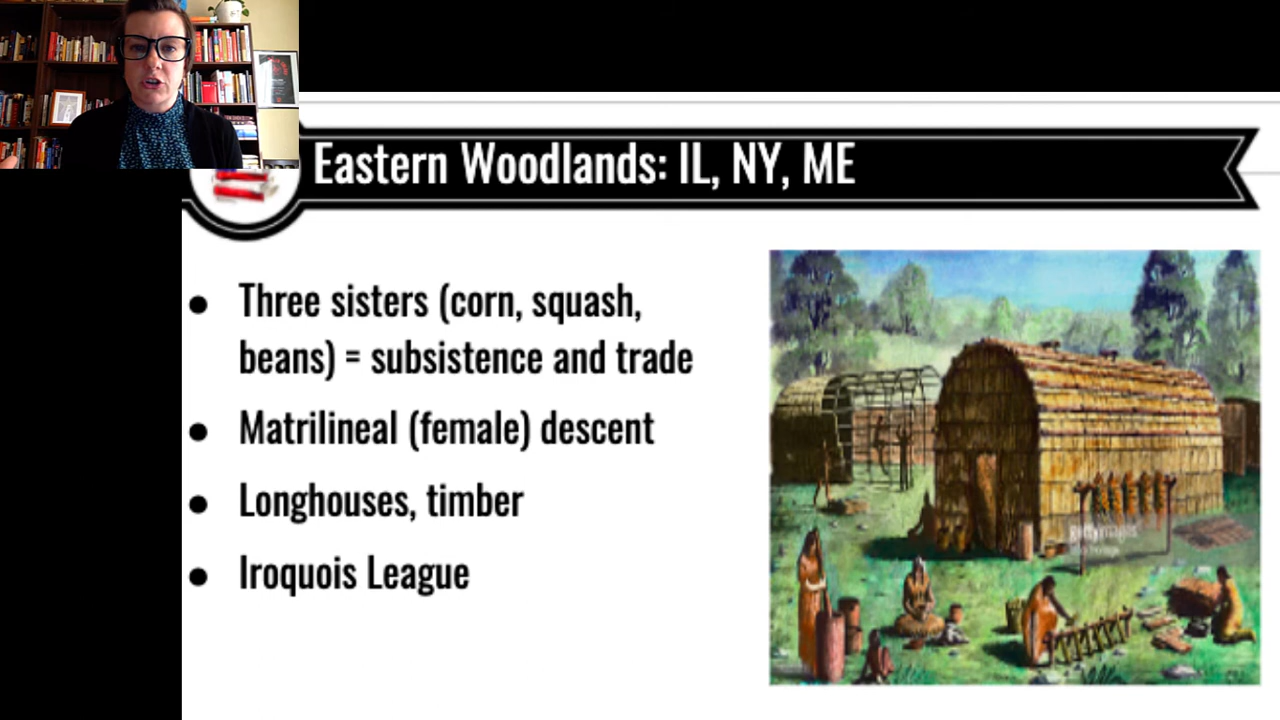 Eastern Woodlands: IL, NY, ME
● Three sisters (corn, squash,
beans) = subsistence and trade
● Matrilineal (female) descent
● Longhouses, timber
● Iroquois League
gettyimages